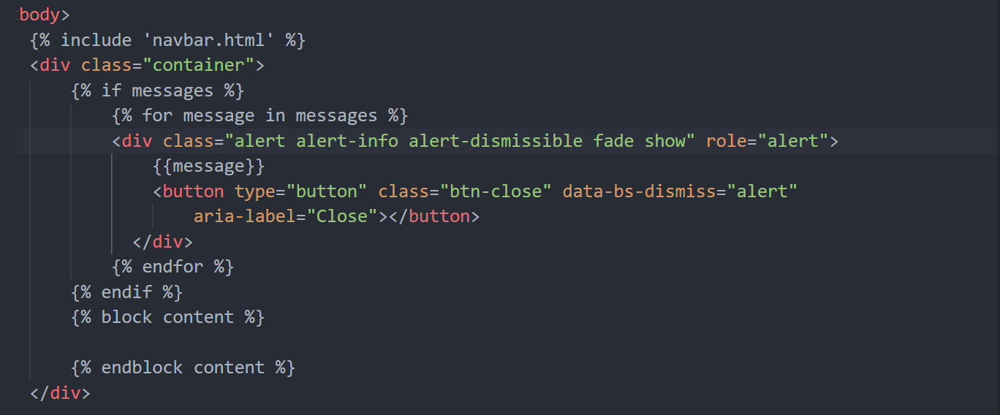 body>
{% include 'navbar.html' %}
<div class="container">
{% if messages %}
{% for message in messages %}
<div class="alert alert-info alert-dismissible fade show" role="alert">
{{message}}
<button type="button" class="btn-close" data-bs-dismiss="alert"
aria-label="Close"></button>
</div>
{% endfor %}
{% endif %}
{% block content %}
{% endblock content %}
</div>